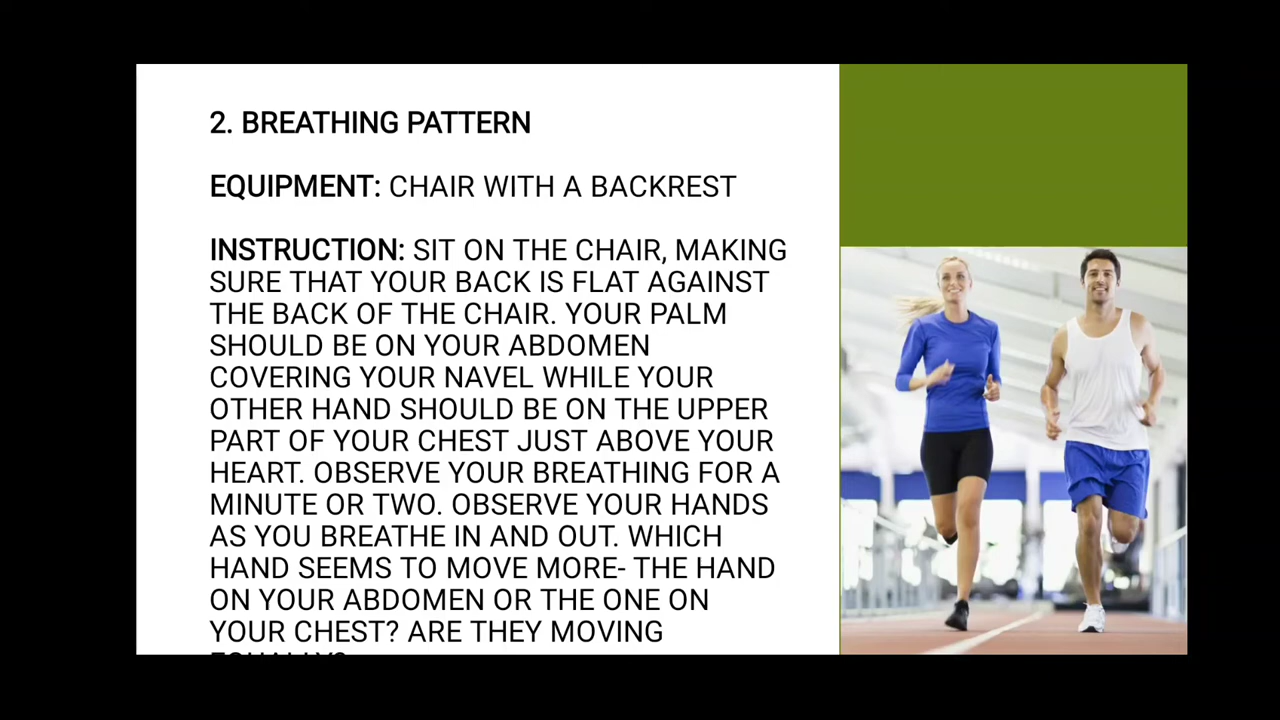 2. BREATHING PATTERN
EQUIPMENT: CHAIR WITH A BACKREST
INSTRUCTION: SIT ON THE CHAIR, MAKING
SURE THAT YOUR BACK IS FLAT AGAINST
THE BACK OF THE CHAIR. YOUR PALM
SHOULD BE ON YOUR ABDOMEN
COVERING YOUR NAVEL WHILE YOUR
OTHER HAND SHOULD BE ON THE UPPER
PART OF YOUR CHEST JUST ABOVE YOUR
HEART. OBSERVE YOUR BREATHING FOR A
MINUTE OR TWO. OBSERVE YOUR HANDS
AS YOU BREATHE IN AND OUT. WHICH
HAND SEEMS TO MOVE MORE- THE HAND
ON YOUR ABDOMEN OR THE ONE ON
YOUR CHEST? ARE THEY MOVING